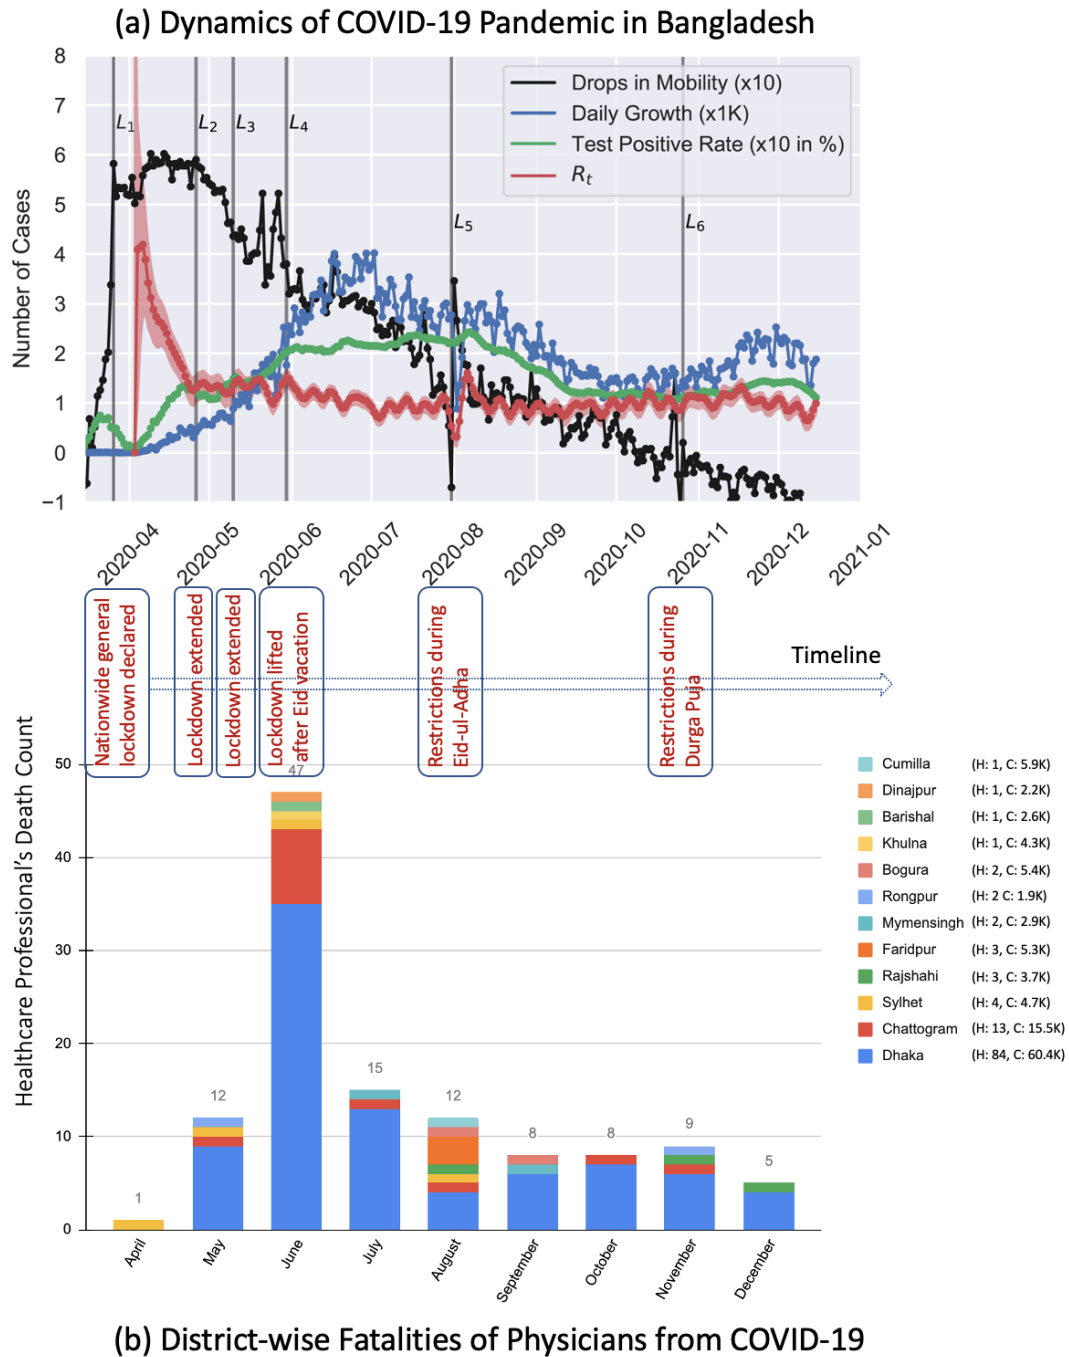 (a) Dynamics of COVID-19 Pandemic in Bangladesh
8
7
6
5
4
3
2
1
0
−1
Number of Cases
L1
L2
L3
L4
L5
L6
Drops in Mobility (x10)
Daily Growth (x1K)
Test Positive Rate (x10 in %)
Rt
2020-04
2020-05
2020-06
2020-07
2020-08
2020-09
2020-10
2020-11
2020-12
2021-01
Nationwide general
lockdown declared
Lockdown extended
Lockdown extended
Lockdown lifted
after Eid vacation
Restrictions during
Eid-ul-Adha
Restrictions during
Durga Puja
Timeline
Healthcare Professional's Death Count
50
40
30
20
10
0
1
12
47
15
12
8
8
9
5
April
May
June
July
August
September
October
November
December
Cumilla (H: 1, C: 5.9K)
Dinajpur (H: 1, C: 2.2K)
Barishal (H: 1, C: 2.6K)
Khulna (H: 1, C: 4.3K)
Bogura (H: 2, C: 5.4K)
Rongpur (H: 2 C: 1.9K)
Mymensingh (H: 2, C: 2.9K)
Faridpur (H: 3, C: 5.3K)
Rajshahi (H: 3, C: 3.7K)
Sylhet (H: 4, C: 4.7K)
Chattogram (H: 13, C: 15.5K)
Dhaka (H: 84, C: 60.4K)
(b) District-wise Fatalities of Physicians from COVID-19